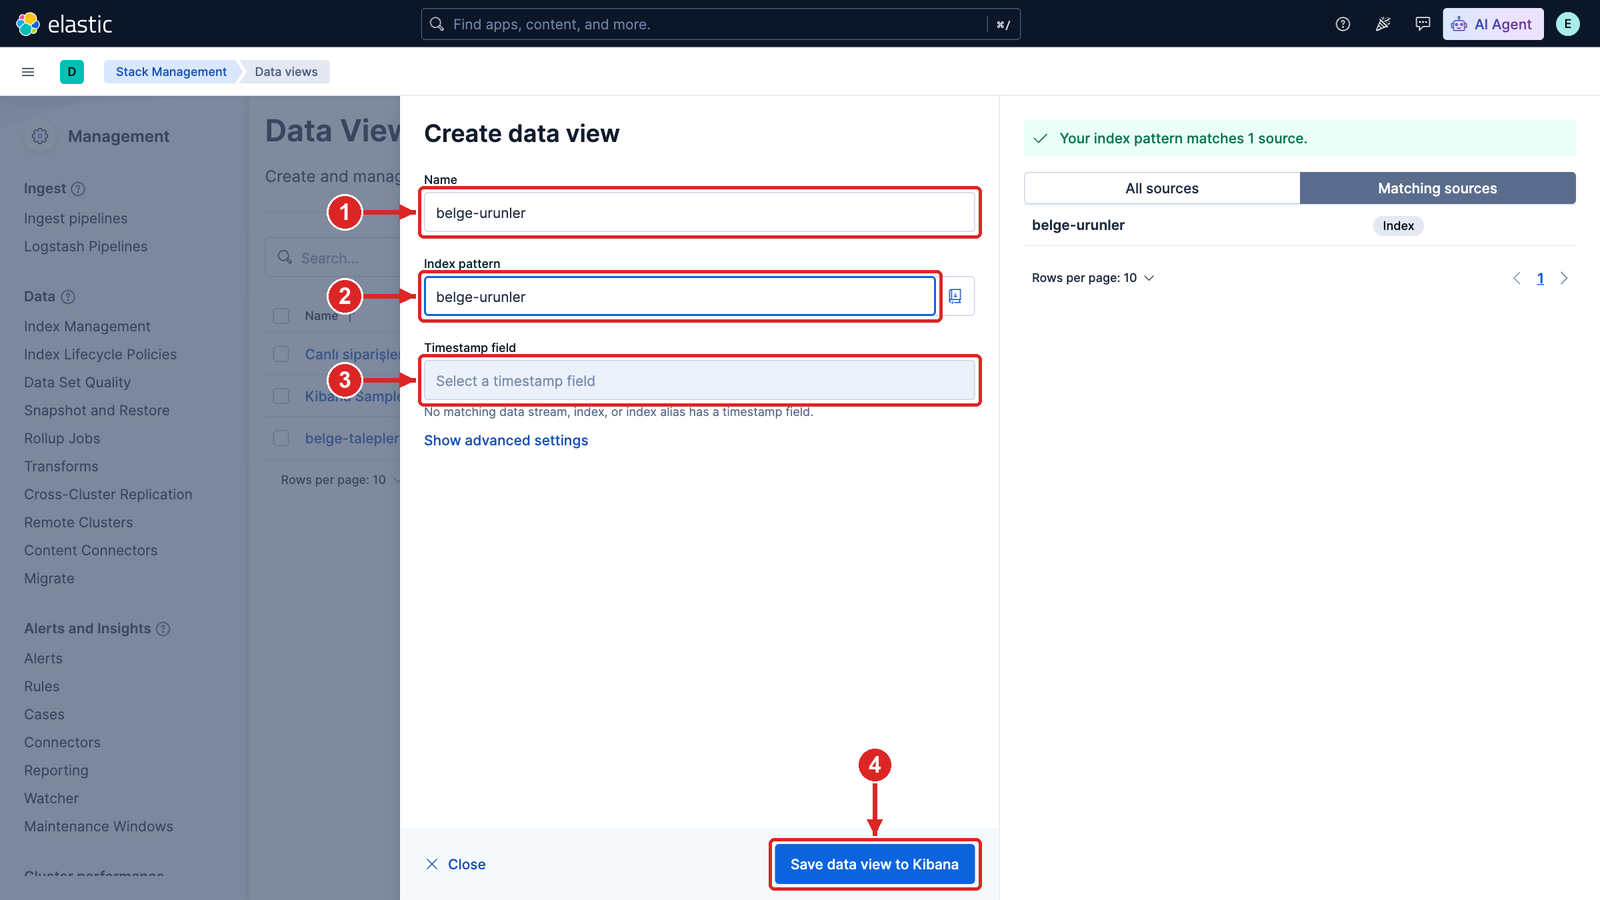 elastic
Find apps, content, and more.
⌘/
AI Agent
E
D
Stack Management
Data views
Management
Ingest
Ingest pipelines
Logstash Pipelines
Data
Index Management
Index Lifecycle Policies
Data Set Quality
Snapshot and Restore
Rollup Jobs
Transforms
Cross-Cluster Replication
Remote Clusters
Content Connectors
Migrate
Alerts and Insights
Alerts
Rules
Cases
Connectors
Reporting
Watcher
Maintenance Windows
Cluster performance
Data View
Create and manag
Search...
Name
Canlı siparişle
Kibana Sample
belge-talepler
Rows per page: 10
Create data view
Name
1
belge-urunler
Index pattern
2
belge-urunler
Timestamp field
3
Select a timestamp field
No matching data stream, index, or index alias has a timestamp field.
Show advanced settings
4
Close
Save data view to Kibana
Your index pattern matches 1 source.
All sources
Matching sources
belge-urunler
Index
Rows per page: 10
1